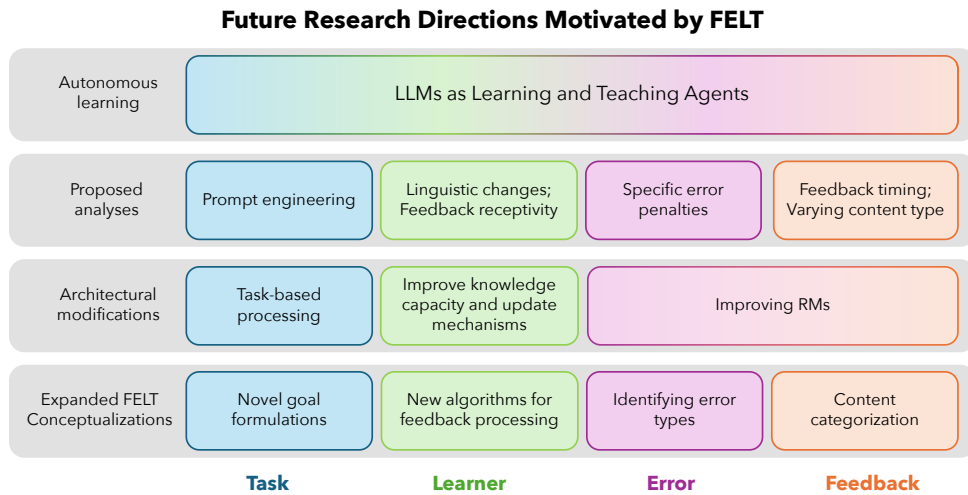 Future Research Directions Motivated by FELT
Autonomous
learning
LLMs as Learning and Teaching Agents
Proposed
analyses
Prompt engineering
Linguistic changes;
Feedback receptivity
Specific error
penalties
Feedback timing;
Varying content type
Architectural
modifications
Task-based
processing
Improve knowledge
capacity and update
mechanisms
Improving RMs
Expanded FELT
Conceptualizations
Novel goal
formulations
New algorithms for
feedback processing
Identifying error
types
Content
categorization
Task
Learner
Error
Feedback